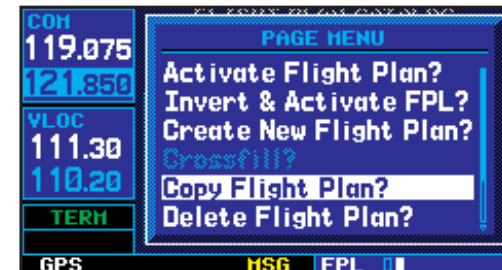 COM
119.075
121.850
VLOC
111.30
110.20
TERM
GPS
PAGE MENU
Activate Flight Plan?
Invert & Activate FPL?
Create New Flight Plan?
Crossfill?
Copy Flight Plan?
Delete Flight Plan?
MSG
FPL